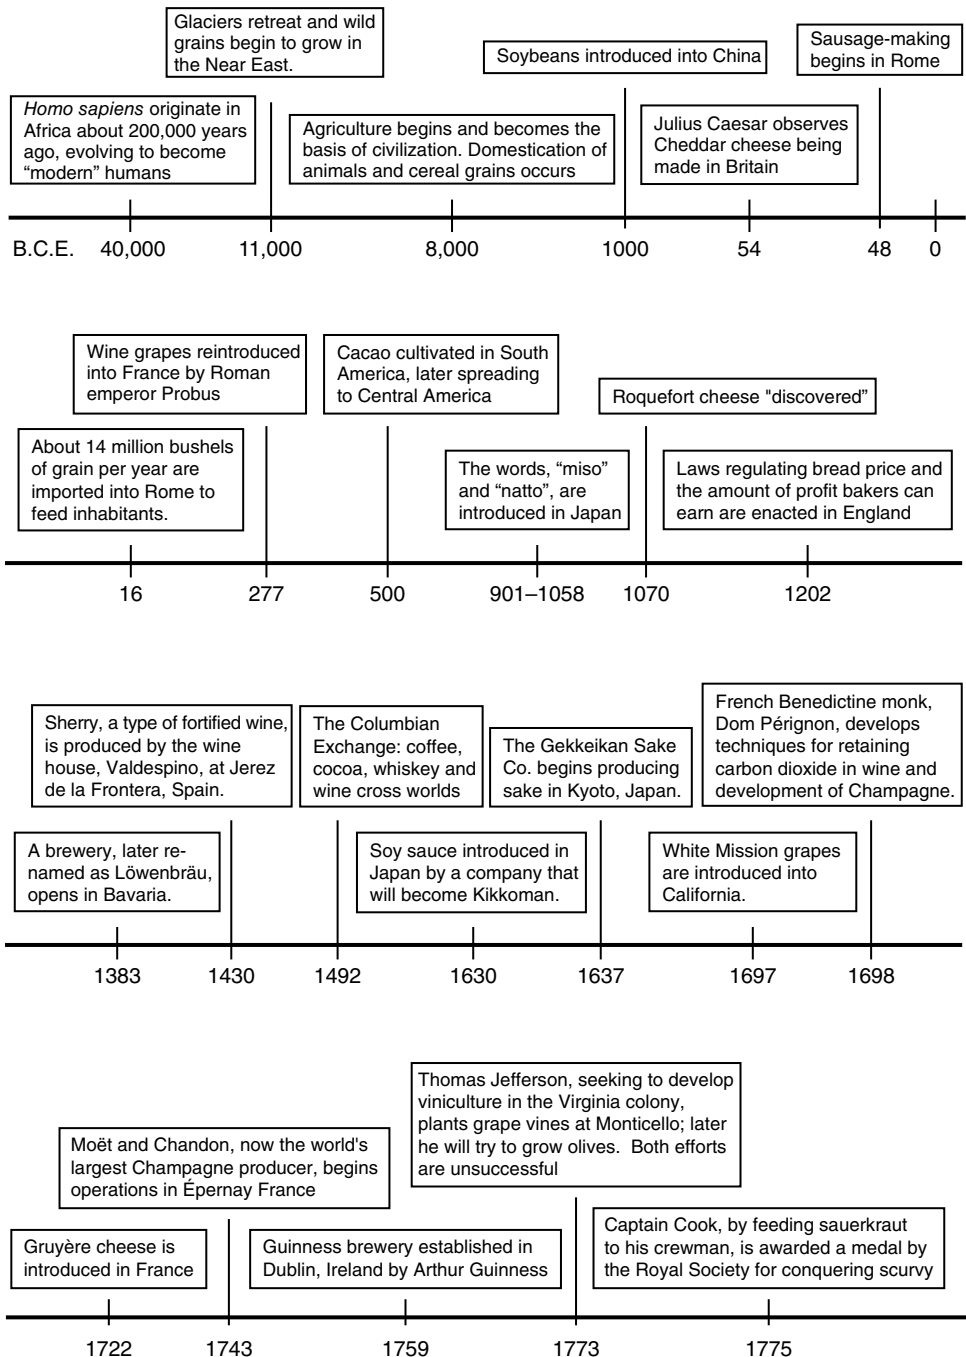 Glaciers retreat and wild
grains begin to grow in
the Near East.
Soybeans introduced into China
Sausage-making
begins in Rome
Homo sapiens originate in
Africa about 200,000 years
ago, evolving to become
“modern” humans
Agriculture begins and becomes the
basis of civilization. Domestication of
animals and cereal grains occurs
Julius Caesar observes
Cheddar cheese being
made in Britain
B.C.E. 40,000 11,000 8,000 1000 54 48 0
Wine grapes reintroduced
into France by Roman
emperor Probus
Cacao cultivated in South
America, later spreading
to Central America
Roquefort cheese "discovered”
About 14 million bushels
of grain per year are
imported into Rome to
feed inhabitants.
The words, “miso”
and “natto”, are
introduced in Japan
Laws regulating bread price and
the amount of profit bakers can
earn are enacted in England
16 277 500 901–1058 1070 1202
Sherry, a type of fortified wine,
is produced by the wine
house, Valdespino, at Jerez
de la Frontera, Spain.
The Columbian
Exchange: coffee,
cocoa, whiskey and
wine cross worlds
The Gekkeikan Sake
Co. begins producing
sake in Kyoto, Japan.
French Benedictine monk,
Dom Pérignon, develops
techniques for retaining
carbon dioxide in wine and
development of Champagne.
A brewery, later re-
named as Löwenbräu,
opens in Bavaria.
Soy sauce introduced in
Japan by a company that
will become Kikkoman.
White Mission grapes
are introduced into
California.
1383 1430 1492 1630 1637 1697 1698
Thomas Jefferson, seeking to develop
viniculture in the Virginia colony,
plants grape vines at Monticello; later
he will try to grow olives. Both efforts
are unsuccessful
Moët and Chandon, now the world's
largest Champagne producer, begins
operations in Épernay France
Gruyère cheese is
introduced in France
Guinness brewery established in
Dublin, Ireland by Arthur Guinness
Captain Cook, by feeding sauerkraut
to his crewman, is awarded a medal by
the Royal Society for conquering scurvy
1722 1743 1759 1773 1775